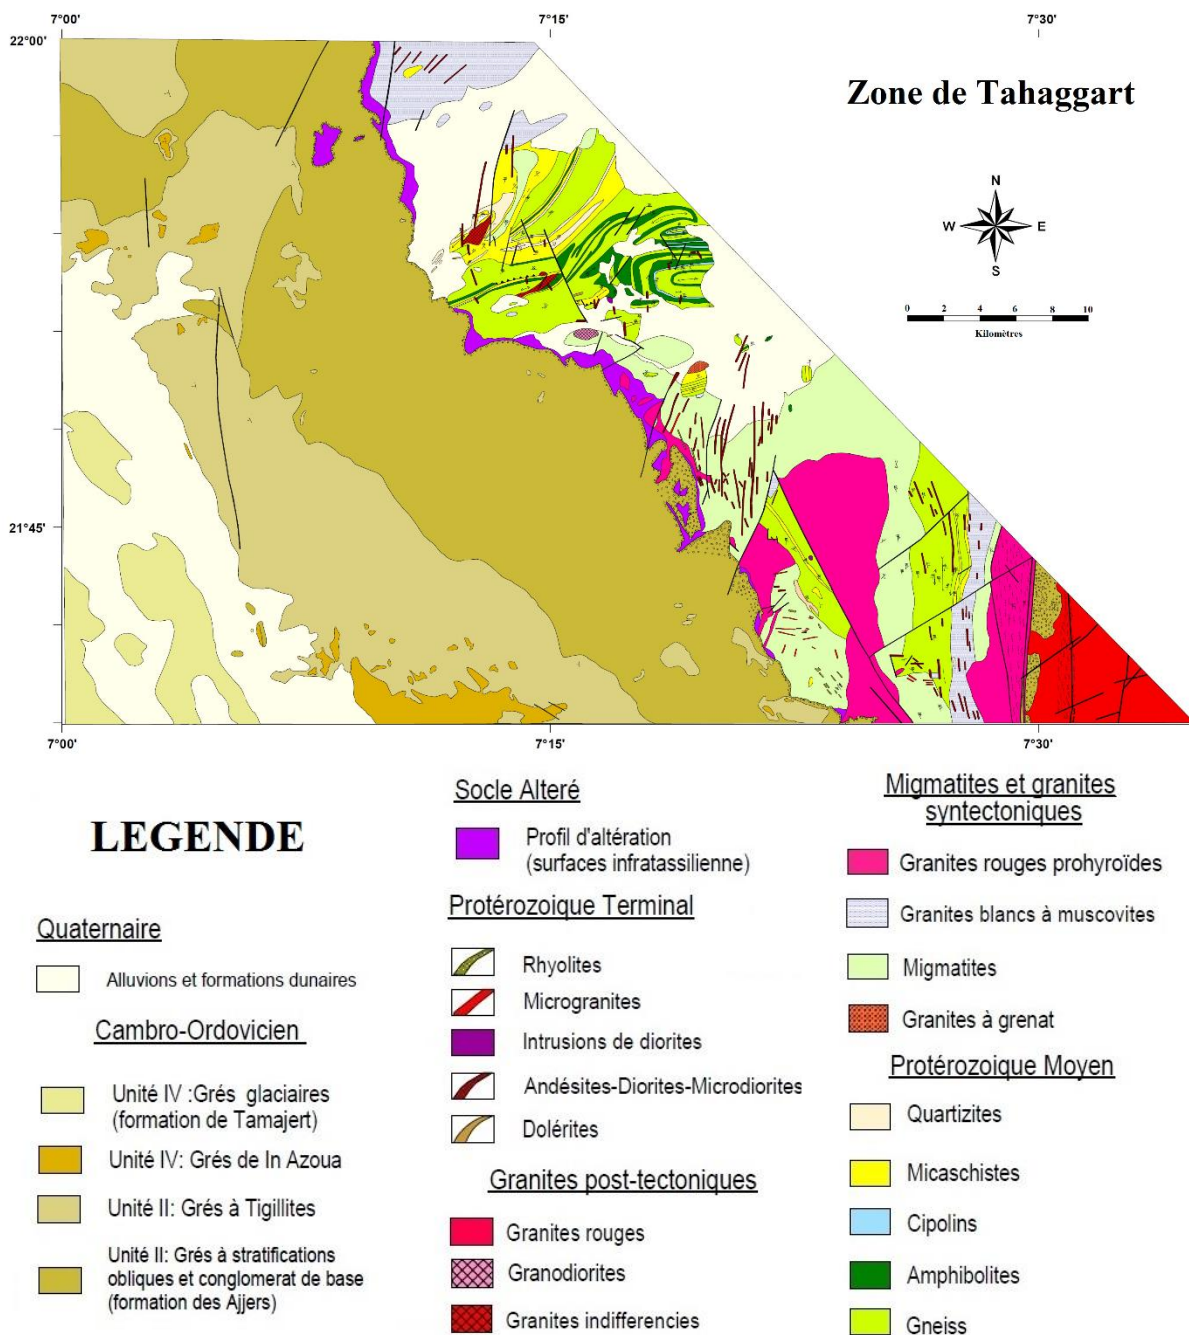 7°00' 7°15' 7°30'
22°00'
Zone de Tahaggart
N
W E
S
0 2 4 6 8 10
Kilomètres
21°45'
7°00' 7°15' 7°30'
LEGENDE
Quaternaire
Alluvions et formations dunaires
Cambro-Ordovicien
Unité IV :Grés glaciaires
(formation de Tamajert)
Unité IV: Grés de In Azoua
Unité II: Grés à Tigillites
Unité II: Grés à stratifications
obliques et conglomerat de base
(formation des Ajjers)
Socle Alteré
Profil d'altération
(surfaces infratassilienne)
Protérozoique Terminal
Rhyolites
Microgranites
Intrusions de diorites
Andésites-Diorites-Microdiorites
Dolérites
Granites post-tectoniques
Granites rouges
Granodiorites
Granites indifferencies
Migmatites et granites
syntectoniques
Granites rouges prohyroïdes
Granites blancs à muscovites
Migmatites
Granites à grenat
Protérozoique Moyen
Quartizites
Micaschistes
Cipolins
Amphibolites
Gneiss